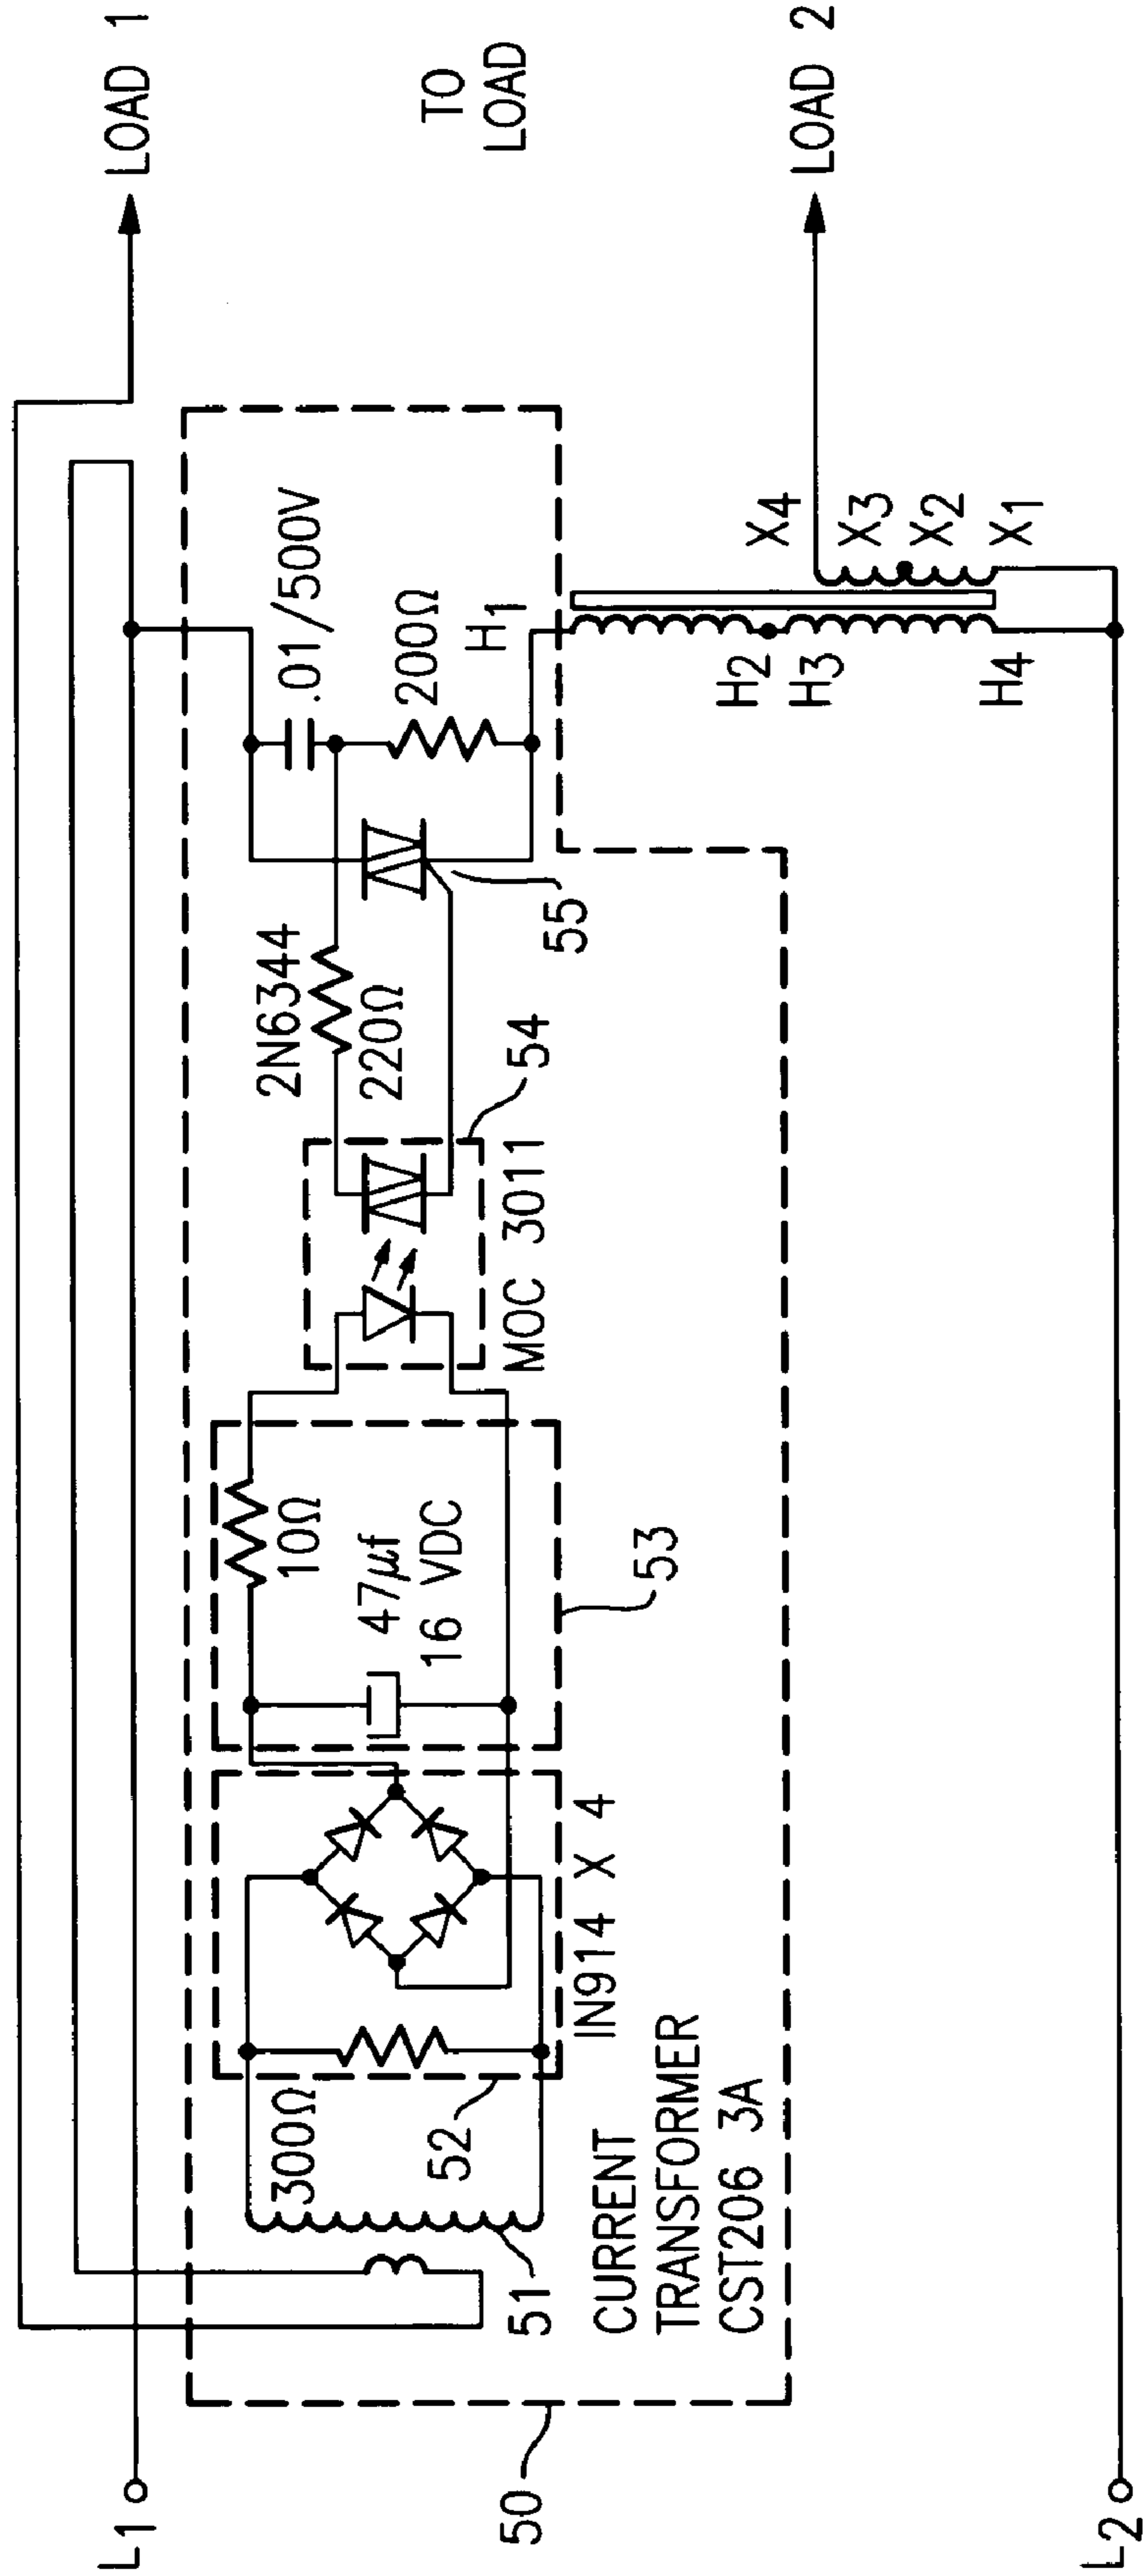 L1
LOAD 1
TO
LOAD
LOAD 2
L2
50
51
52
53
54
55
300Ω
IN914 X 4
10Ω
47μf
16 VDC
MOC 3011
2N6344
220Ω
.01/500V
200Ω
H1
H2
H3
H4
X4
X3
X2
X1
CURRENT
TRANSFORMER
CST206 3A